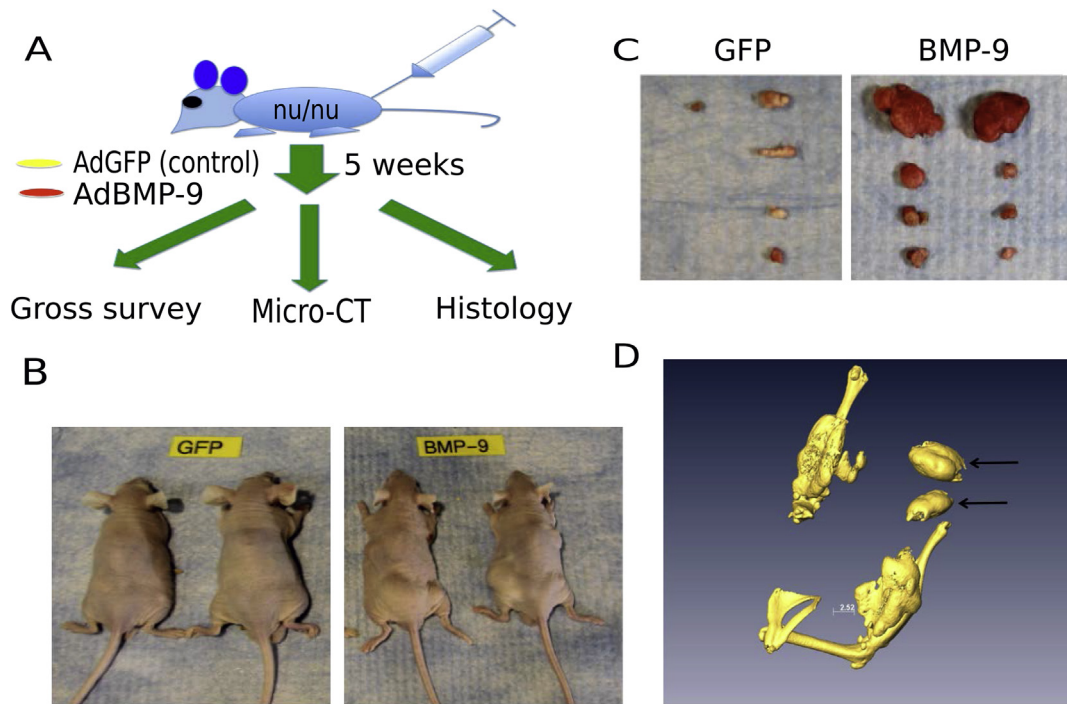 A
nu/nu
AdGFP (control)
AdBMP-9
5 weeks
Gross survey
Micro-CT
Histology
B
GFP
BMP-9
C
GFP
BMP-9
D
2.52